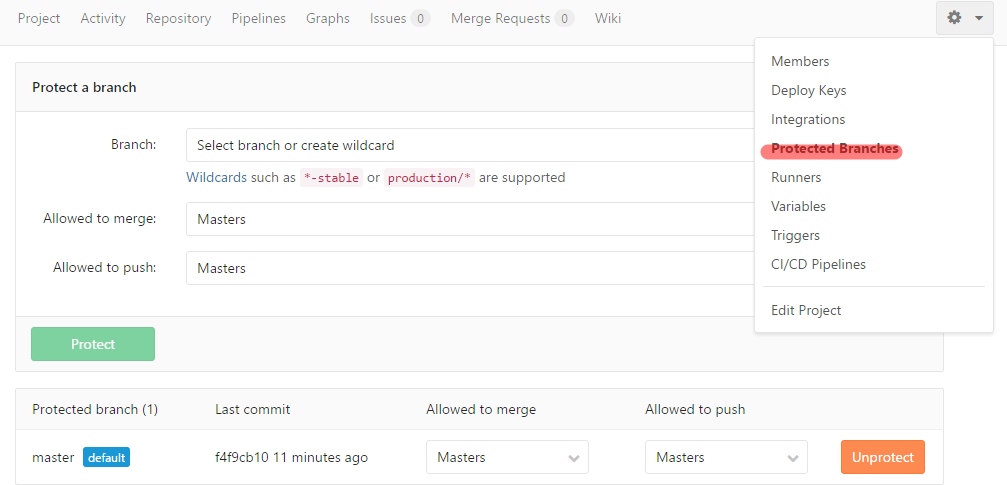 Project Activity Repository Pipelines Graphs Issues 0 Merge Requests 0 Wiki
Members
Deploy Keys
Integrations
Protected Branches
Runners
Variables
Triggers
CI/CD Pipelines
Edit Project
Protect a branch
Branch: Select branch or create wildcard
Wildcards such as *-stable or production/* are supported
Allowed to merge: Masters
Allowed to push: Masters
Protect
Protected branch (1) Last commit Allowed to merge Allowed to push
master default f4f9cb10 11 minutes ago Masters Masters Unprotect